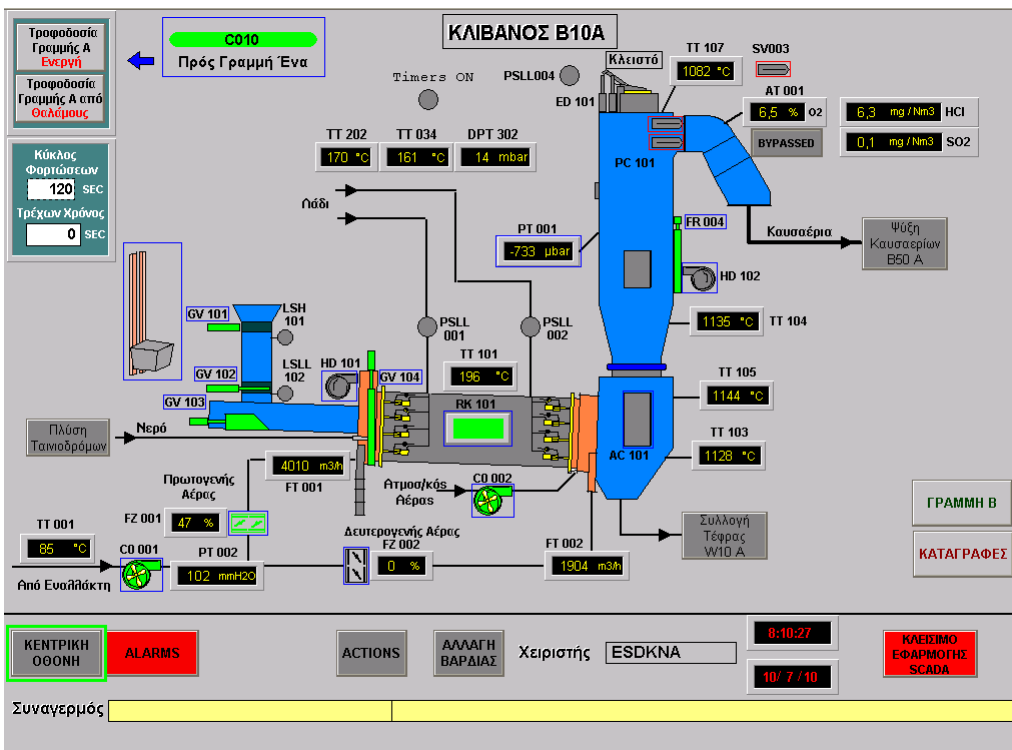 Τροφοδοσία
Γραμμής Α
Ενεργή
Τροφοδοσία
Γραμμής Α από
Θαλάμους
C010
Πρός Γραμμή Ένα
ΚΛΙΒΑΝΟΣ Β10Α
Timers ON
PSLL004
Κλειστό
ED 101
TT 107
1082 °C
SV003
AT 001
6,5 % O2
BYPASSED
6,3 mg / Nm3 HCl
0,1 mg / Nm3 SO2
Κύκλος
Φορτώσεων
120 SEC
Τρέχων Χρόνος
0 SEC
TT 202
170 °C
TT 034
161 °C
DPT 302
14 mbar
PC 101
Λάδι
PT 001
-733 μbar
FR 004
HD 102
Καυσαέρια
Ψύξη
Καυσαερίων
B50 A
GV 101
LSH
101
PSLL
001
PSLL
002
1135 °C TT 104
GV 102
LSLL
102
HD 101
GV 104
TT 101
196 °C
TT 105
1144 °C
GV 103
RK 101
Πλύση
Ταινιοδρόμων
Νερό
TT 103
1128 °C
AC 101
4010 m3/h
FT 001
Πρωτογενής
Αέρας
Ατμοσ/κός
Αέρας
C0 002
ΓΡΑΜΜΗ Β
TT 001
85 °C
FZ 001
47 %
Δευτερογενής Αέρας
FZ 002
0 %
Συλλογή
Τέφρας
W10 A
C0 001
PT 002
102 mmH2O
FT 002
1904 m3/h
ΚΑΤΑΓΡΑΦΕΣ
Από Εναλλάκτη
ΚΕΝΤΡΙΚΗ
ΟΘΟΝΗ
ALARMS
ACTIONS
ΑΛΛΑΓΗ
ΒΑΡΔΙΑΣ
Χειριστής ESDKNA
8:10:27
10/ 7 /10
ΚΛΕΙΣΙΜΟ
ΕΦΑΡΜΟΓΗΣ
SCADA
Συναγερμός